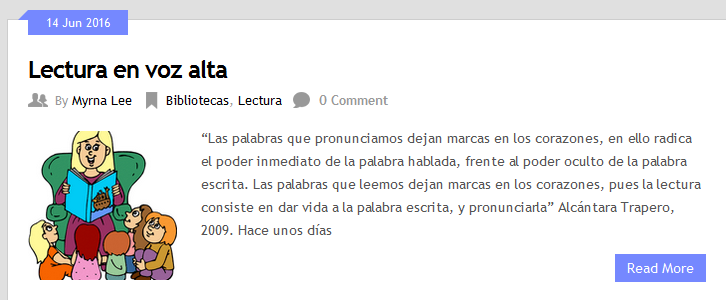 14 Jun 2016
Lectura en voz alta
By Myrna Lee Bibliotecas, Lectura 0 Comment
“Las palabras que pronunciamos dejan marcas en los corazones, en ello radica
el poder inmediato de la palabra hablada, frente al poder oculto de la palabra
escrita. Las palabras que leemos dejan marcas en los corazones, pues la lectura
consiste en dar vida a la palabra escrita, y pronunciarla” Alcántara Trapero,
2009. Hace unos días
Read More